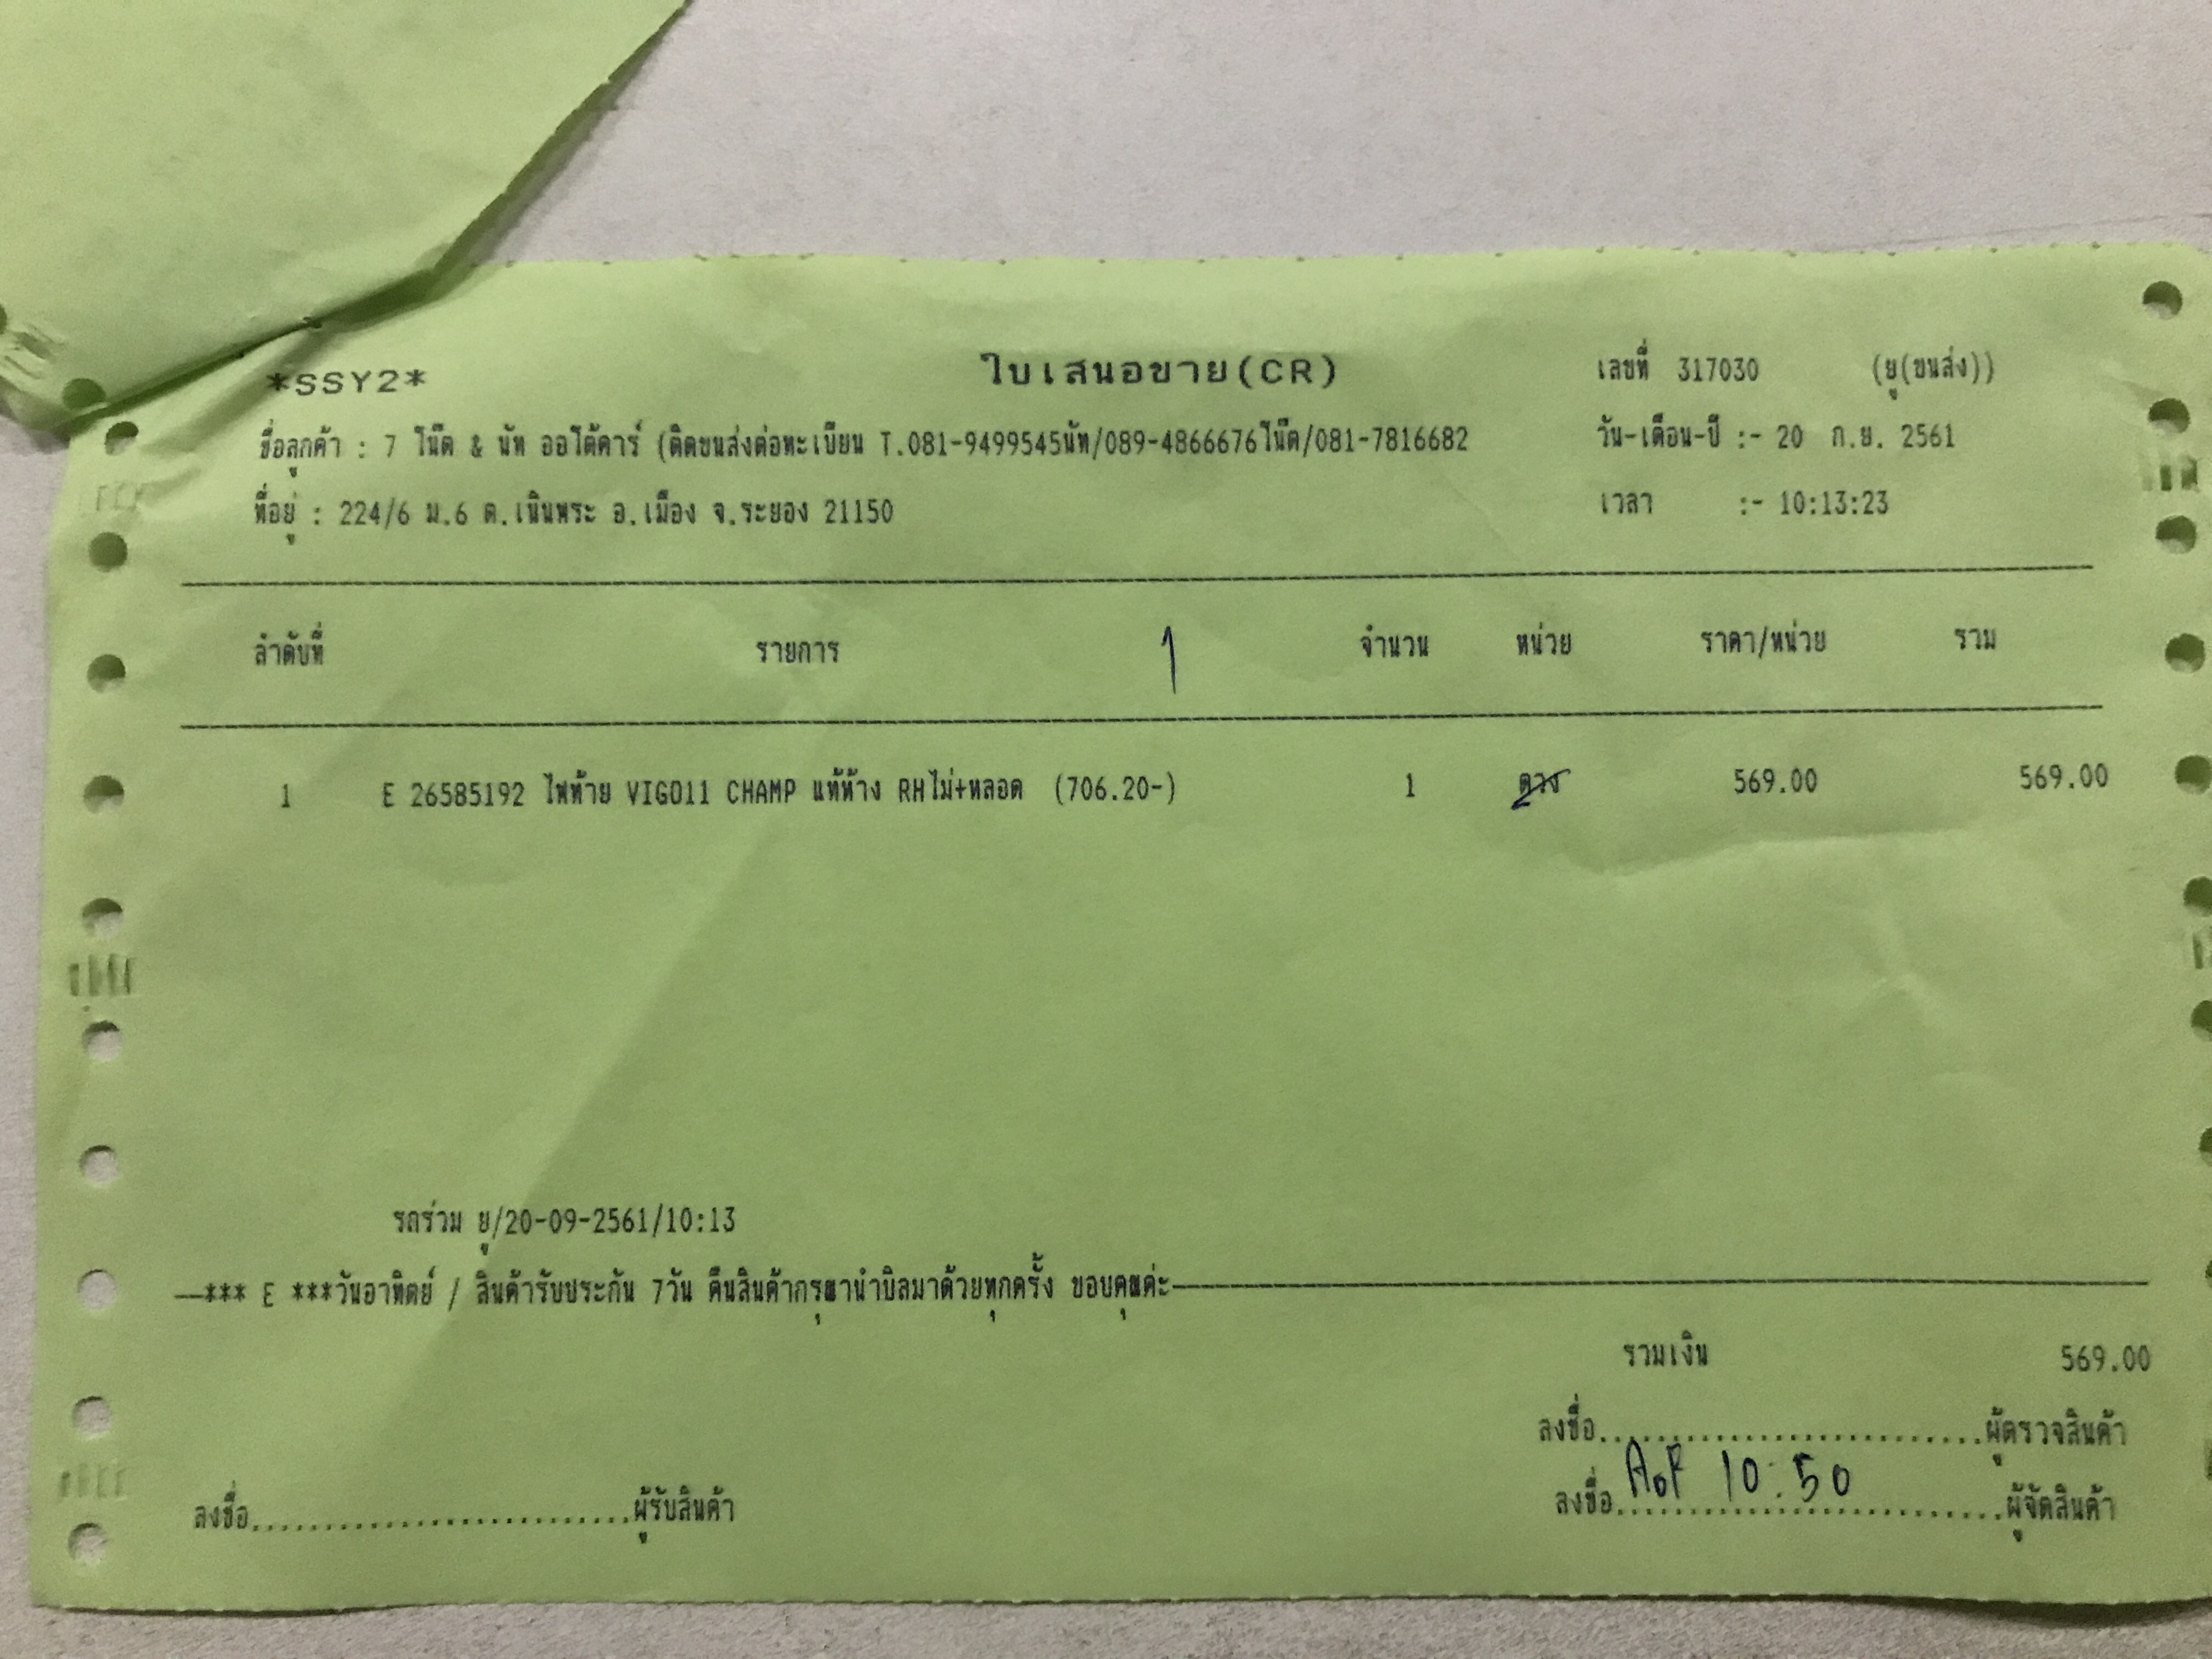 *SSY2*
ใบเสนอขาย(CR)
เลขที่ 317030 (ยู(ขนส่ง))
ชื่อลูกค้า : 7 โน๊ต & นัท ออโต้คาร์ (ติดขนส่งต่อทะเบียน T.081-9499545นัท/089-4866676โน๊ต/081-7816682
วัน-เดือน-ปี :- 20 ก.ย. 2561
ที่อยู่ : 224/6 ม.6 ต.เนินพระ อ.เมือง จ.ระยอง 21150
เวลา :- 10:13:23
ลำดับที่ รายการ 1 จำนวน หน่วย ราคา/หน่วย รวม
1 E 26585192 ไฟท้าย VIGO11 CHAMP แท้ห้าง RHไม่+หลอด (706.20-) 1 ดวง 569.00 569.00
รถร่วม ยู/20-09-2561/10:13
*** E ***วันอาทิตย์ / สินค้ารับประกัน 7วัน คืนสินค้ากรุณานำบิลมาด้วยทุกครั้ง ขอบคุณค่ะ
รวมเงิน 569.00
ลงชื่อ...........................ผู้ตรวจสินค้า
ลงชื่อ...........................ผู้รับสินค้า
ลงชื่อ AoF 10:50 ผู้จัดสินค้า